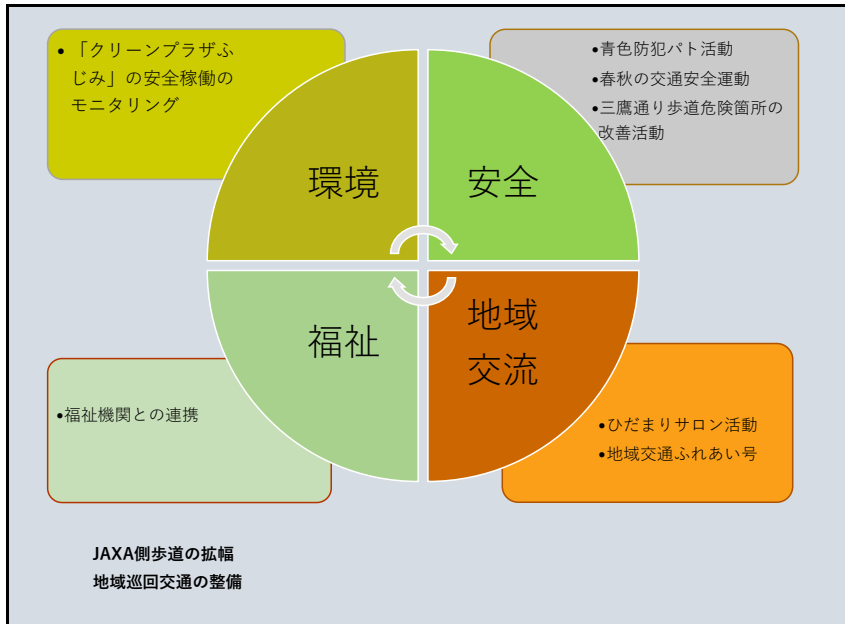 •「クリーンプラザふ
じみ」の安全稼働の
モニタリング
•青色防犯パト活動
•春秋の交通安全運動
•三鷹通り歩道危険箇所の
改善活動
環境
安全
福祉
地域
交流
•福祉機関との連携
•ひだまりサロン活動
•地域交通ふれあい号
JAXA側歩道の拡幅
地域巡回交通の整備